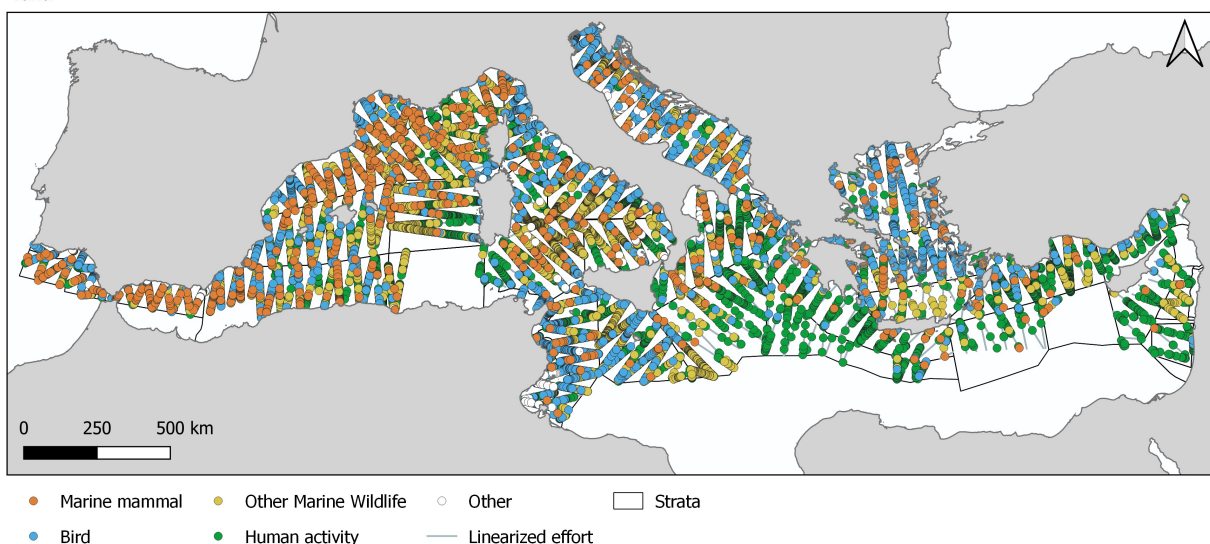 0 250 500 km
Marine mammal Other Marine Wildlife Other Strata
Bird Human activity Linearized effort